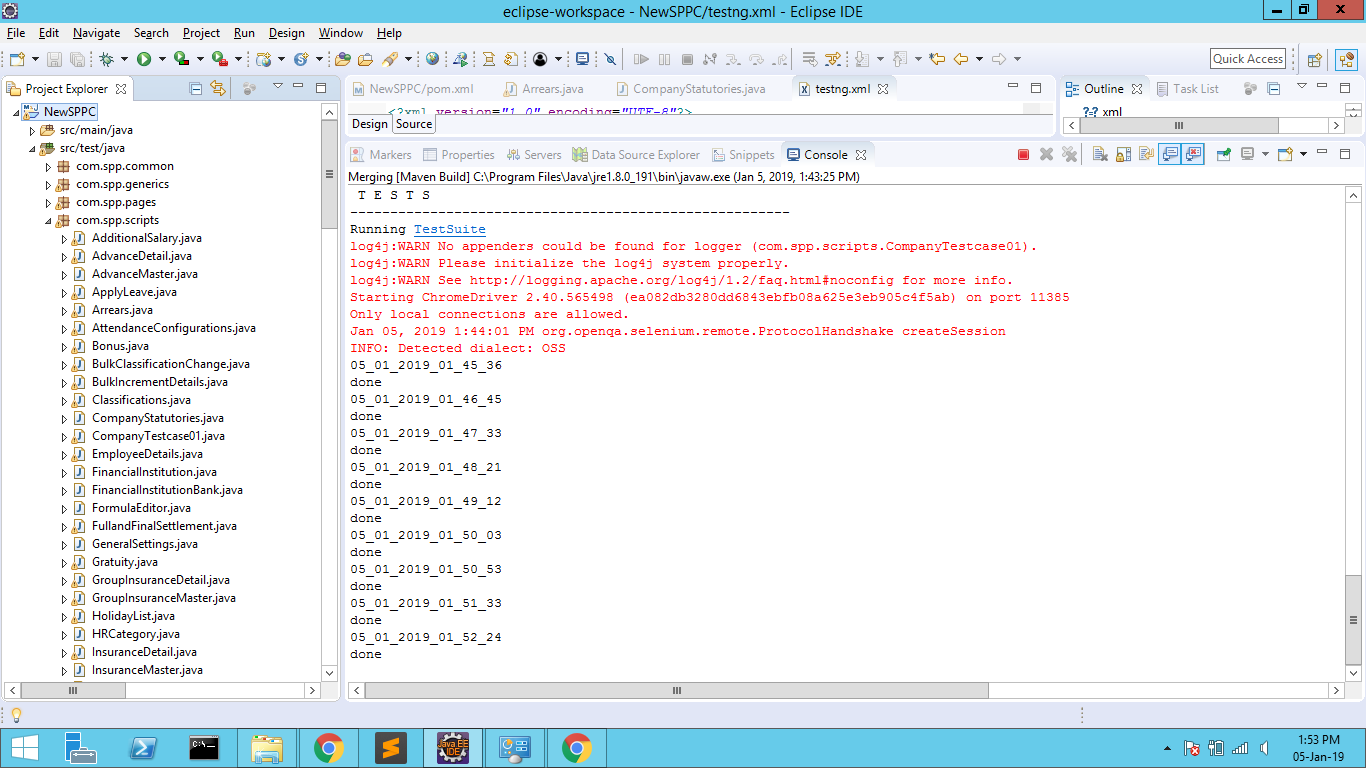 eclipse-workspace - NewSPPC/testng.xml - Eclipse IDE
File Edit Navigate Search Project Run Design Window Help
Quick Access
Project Explorer
NewSPPC
src/main/java
src/test/java
com.spp.common
com.spp.generics
com.spp.pages
com.spp.scripts
AdditionalSalary.java
AdvanceDetail.java
AdvanceMaster.java
ApplyLeave.java
Arrears.java
AttendanceConfigurations.java
Bonus.java
BulkClassificationChange.java
BulkIncrementDetails.java
Classifications.java
CompanyStatutories.java
CompanyTestcase01.java
EmployeeDetails.java
FinancialInstitution.java
FinancialInstitutionBank.java
FormulaEditor.java
FullandFinalSettlement.java
GeneralSettings.java
Gratuity.java
GroupInsuranceDetail.java
GroupInsuranceMaster.java
HolidayList.java
HRCategory.java
InsuranceDetail.java
InsuranceMaster.java
NewSPPC/pom.xml Arrears.java CompanyStatutories.java testng.xml
<?xml version="1.0" encoding="UTF-8"?>
Design Source
Outline Task List
?=? xml
Markers Properties Servers Data Source Explorer Snippets Console
Merging [Maven Build] C:\Program Files\Java\jre1.8.0_191\bin\javaw.exe (Jan 5, 2019, 1:43:25 PM)
T E S T S
-------------------------------------------------------
Running TestSuite
log4j:WARN No appenders could be found for logger (com.spp.scripts.CompanyTestcase01).
log4j:WARN Please initialize the log4j system properly.
log4j:WARN See http://logging.apache.org/log4j/1.2/faq.html#noconfig for more info.
Starting ChromeDriver 2.40.565498 (ea082db3280dd6843ebfb08a625e3eb905c4f5ab) on port 11385
Only local connections are allowed.
Jan 05, 2019 1:44:01 PM org.openqa.selenium.remote.ProtocolHandshake createSession
INFO: Detected dialect: OSS
05_01_2019_01_45_36
done
05_01_2019_01_46_45
done
05_01_2019_01_47_33
done
05_01_2019_01_48_21
done
05_01_2019_01_49_12
done
05_01_2019_01_50_03
done
05_01_2019_01_50_53
done
05_01_2019_01_51_33
done
05_01_2019_01_52_24
done
Java EE
IDE
1:53 PM
05-Jan-19